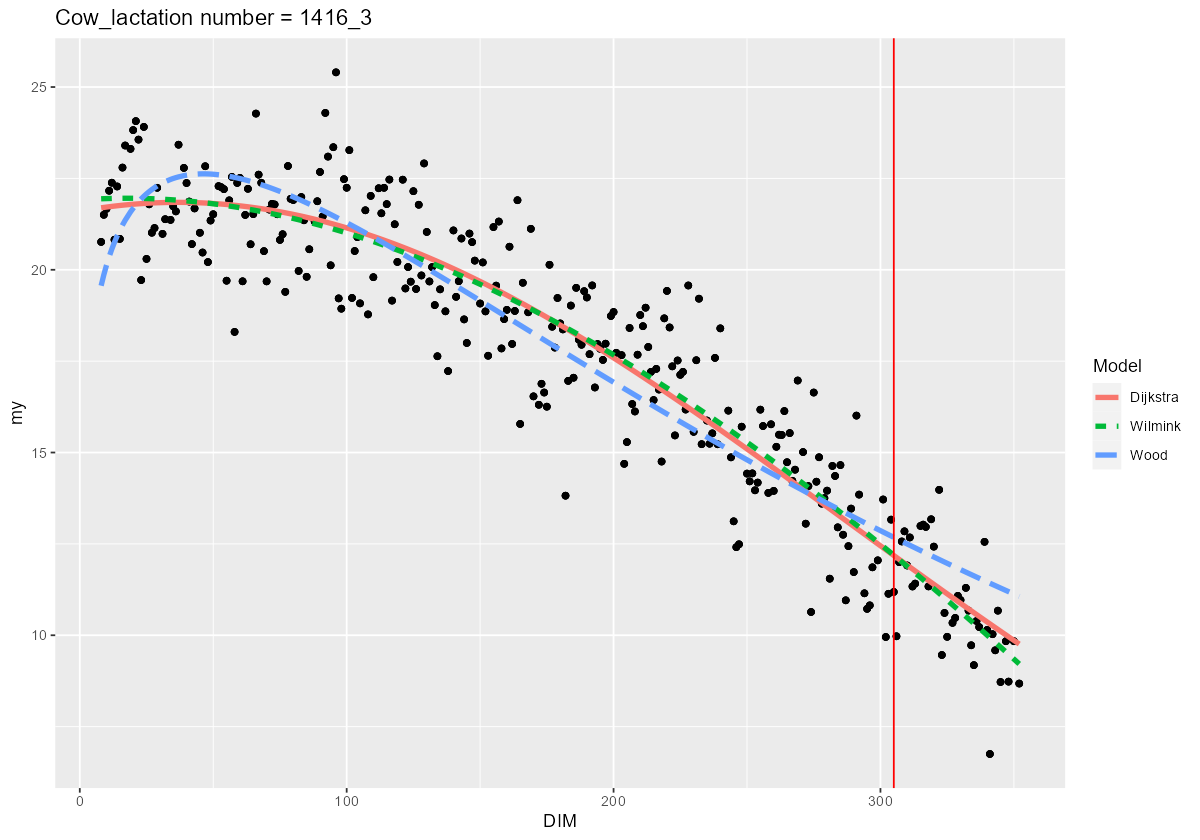 Cow_lactation number = 1416_3
25
20
15
10
my
0
100
200
300
DIM
Model
Dijkstra
Wilmink
Wood